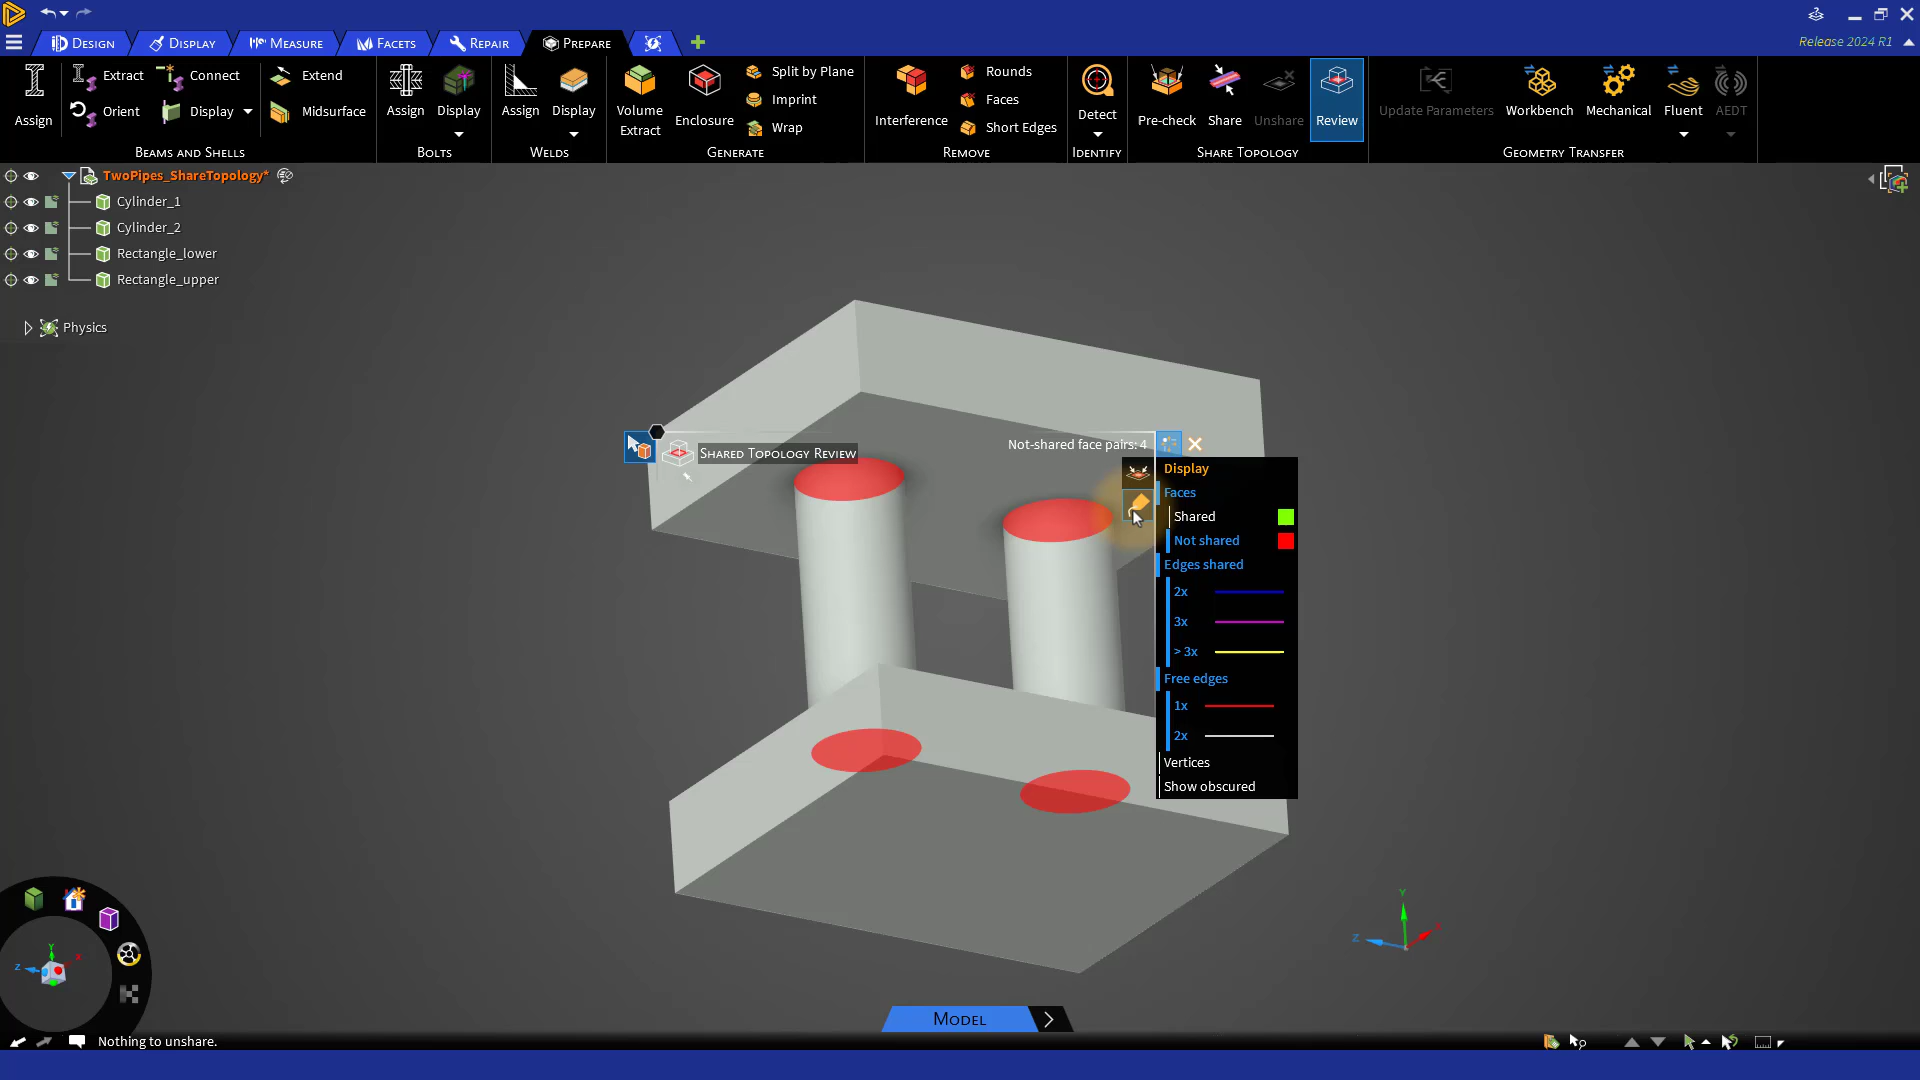 DESIGN
DISPLAY
MEASURE
FACETS
REPAIR
PREPARE
Release 2024 R1
Assign
Extract
Connect
Orient
Display
Extend
Midsurface
BEAMS AND SHELLS
Assign
Display
BOLTS
Assign
Display
WELDS
Volume
Extract
Enclosure
Split by Plane
Imprint
Wrap
GENERATE
Interference
Rounds
Faces
Short Edges
REMOVE
Detect
IDENTIFY
Pre-check
Share
Unshare
Review
SHARE TOPOLOGY
Update Parameters
Workbench
Mechanical
Fluent
AEDT
GEOMETRY TRANSFER
TwoPipes_ShareTopology*
Cylinder_1
Cylinder_2
Rectangle_lower
Rectangle_upper
Physics
SHARED TOPOLOGY REVIEW
Not-shared face pairs: 4
Display
Faces
Shared
Not shared
Edges shared
2x
3x
> 3x
Free edges
1x
2x
Vertices
Show obscured
Y
X
Z
Y
X
Z
MODEL
Nothing to unshare.